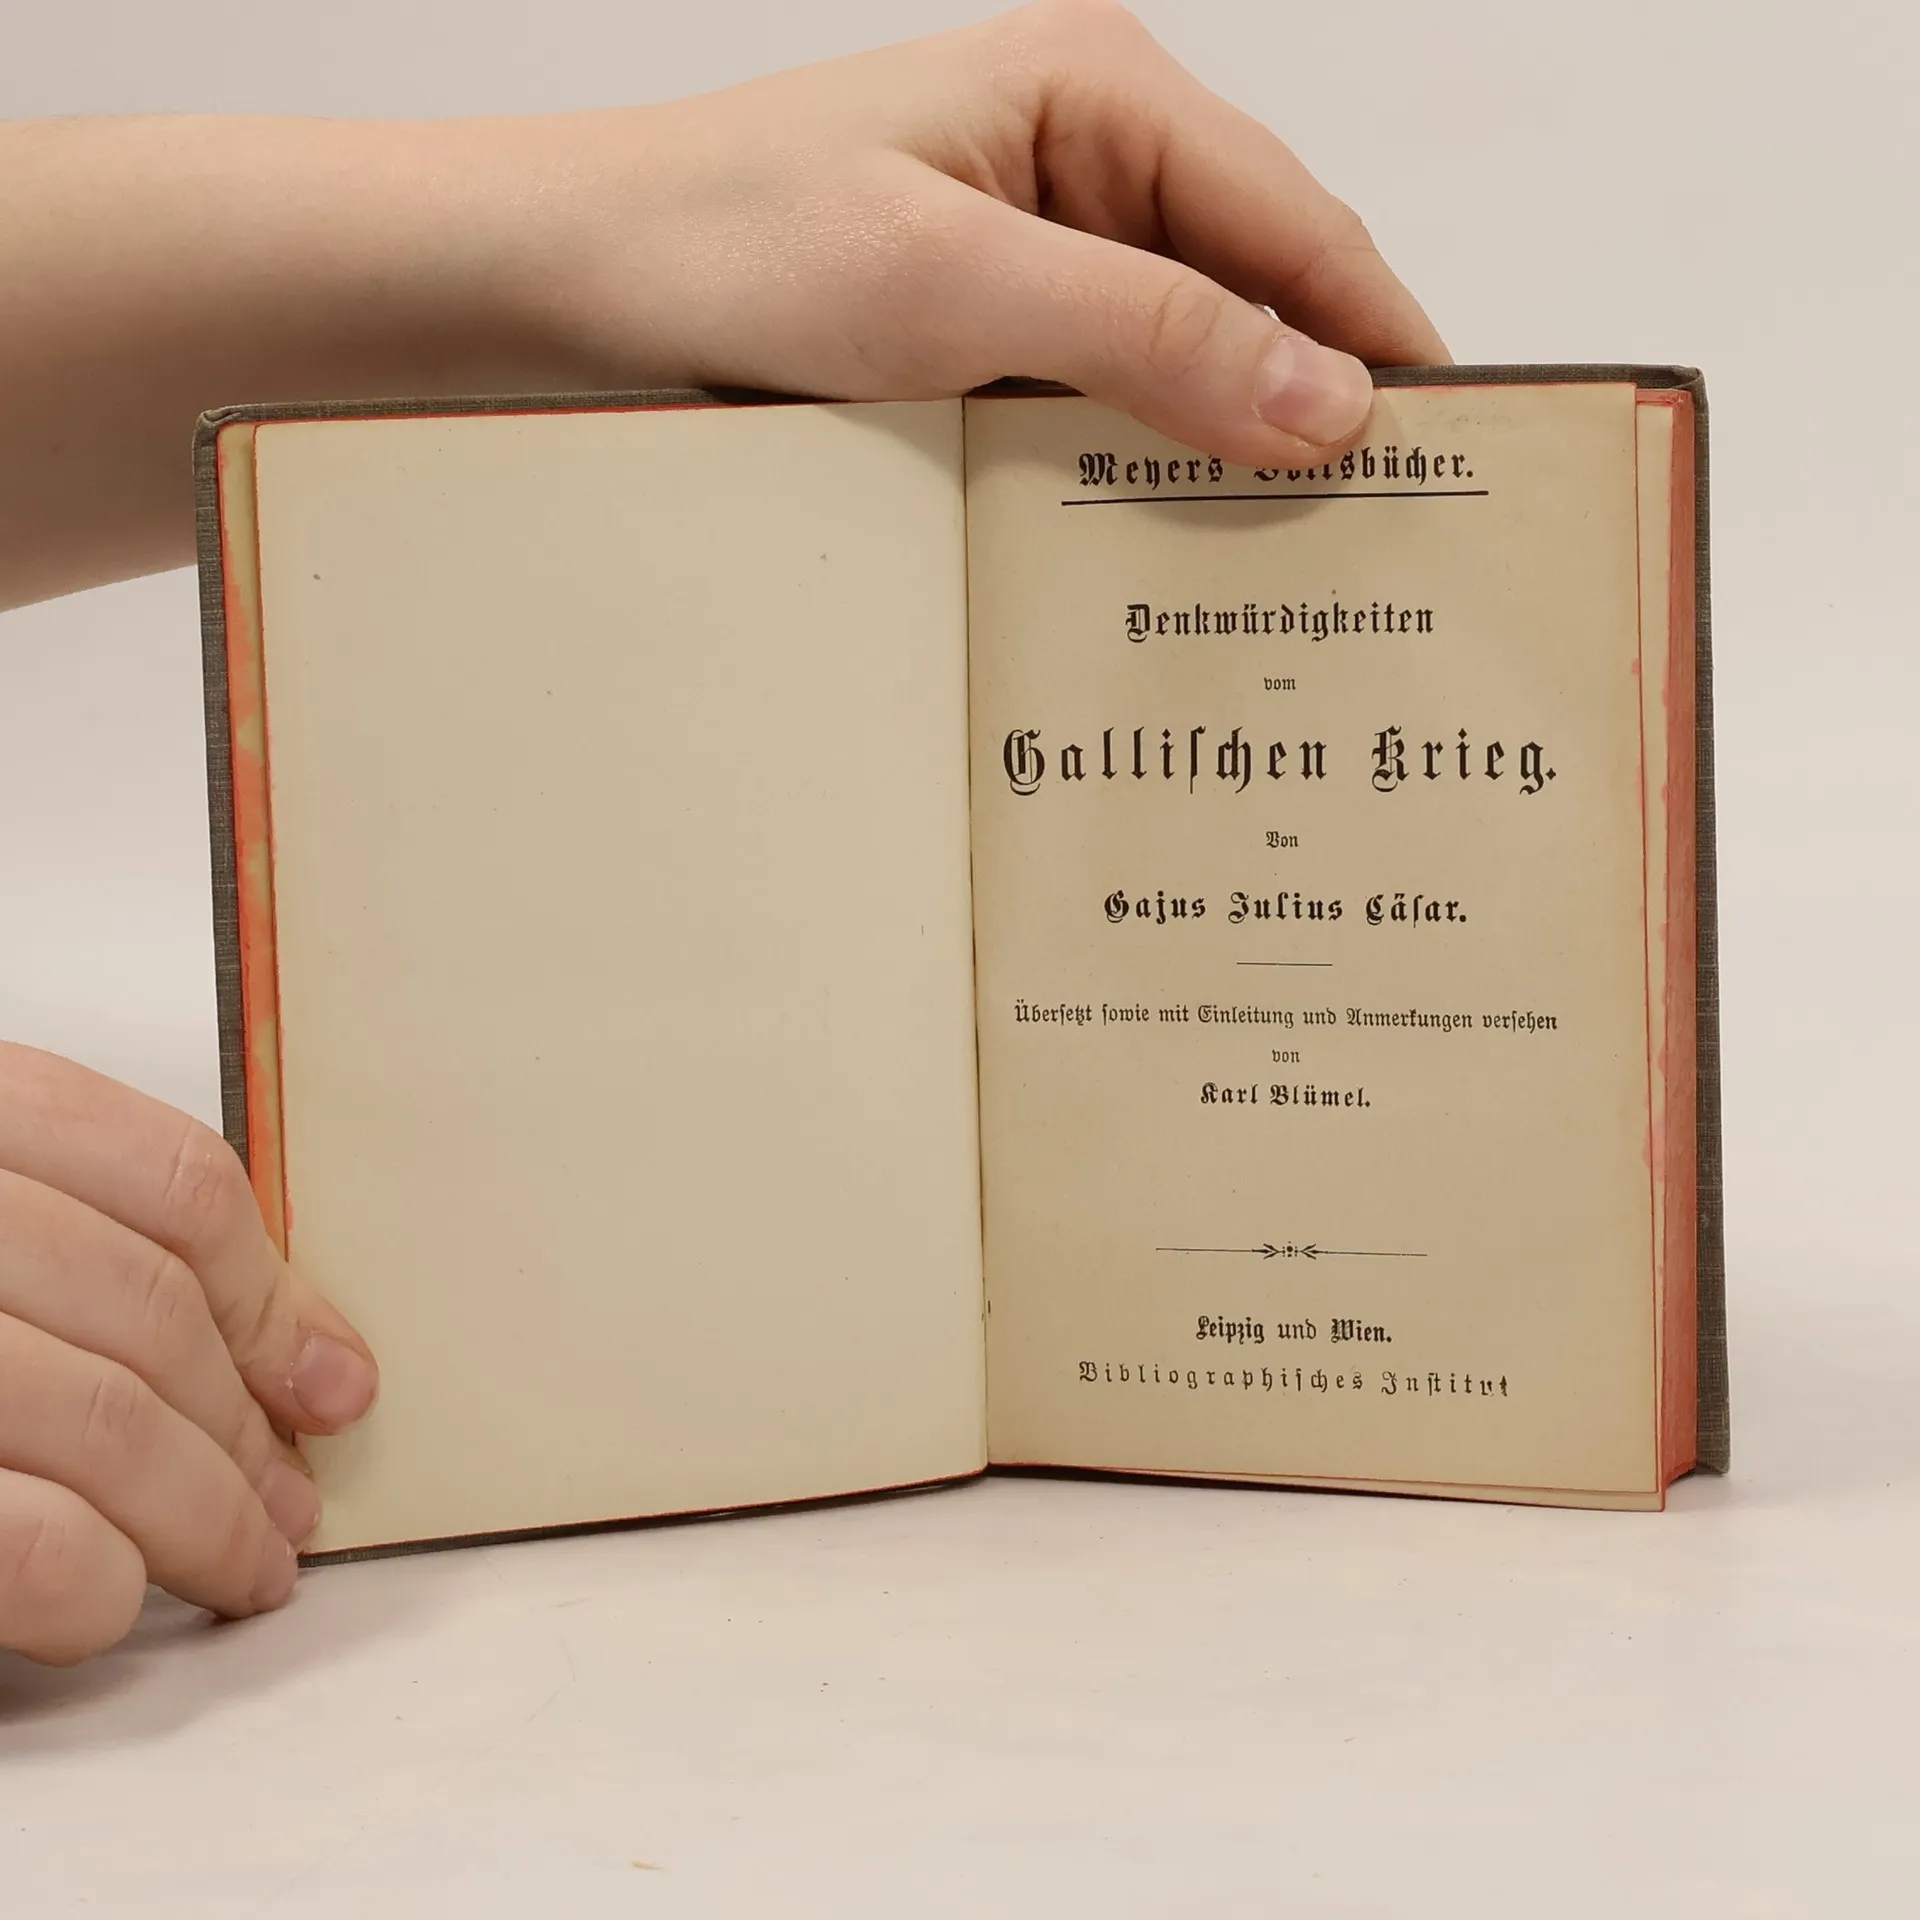 Meyers Volksbücher.
Denkwürdigkeiten
vom
Galliſchen Krieg.
Von
Gajus Julius Cäſar.
Überſetzt ſowie mit Einleitung und Anmerkungen verſehen
von
Karl Blümel.
Leipzig und Wien.
Bibliographiſches Inſtitut